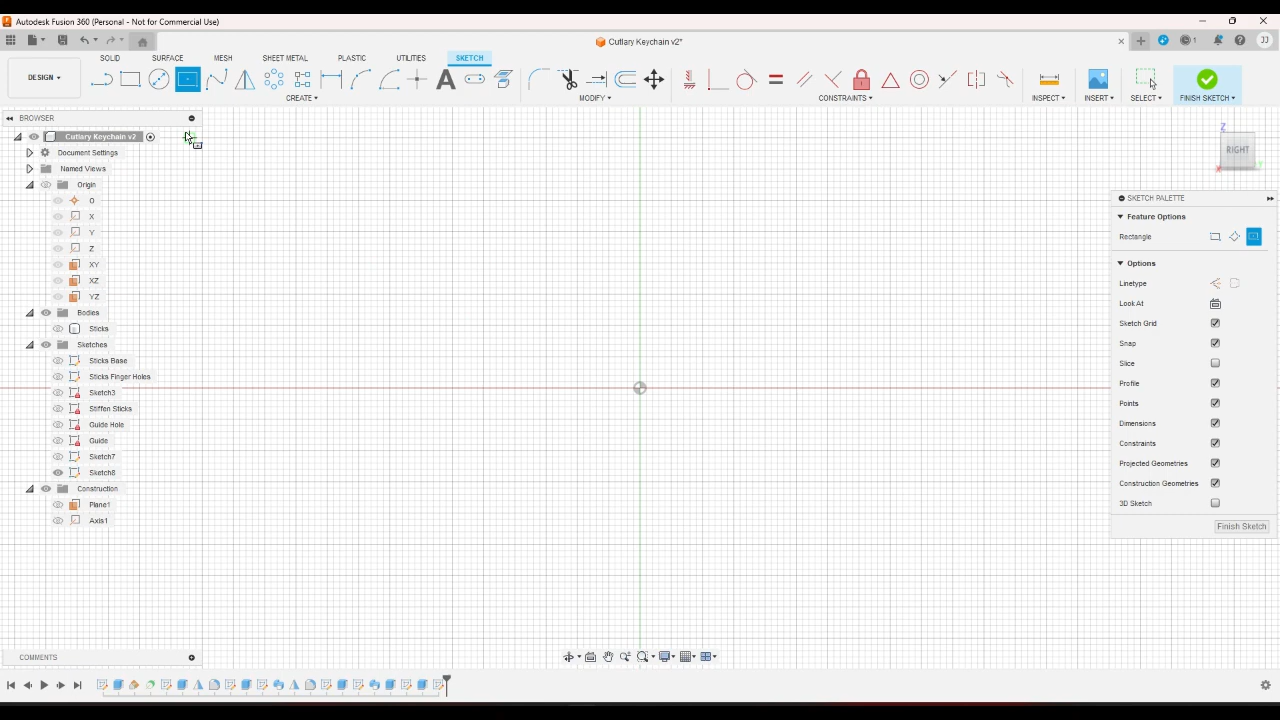 Autodesk Fusion 360 (Personal - Not for Commercial Use)
Cutlary Keychain v2*
1
JJ
DESIGN
SOLID SURFACE MESH SHEET METAL PLASTIC UTILITIES SKETCH
CREATE MODIFY CONSTRAINTS INSPECT INSERT SELECT FINISH SKETCH
BROWSER
Cutlary Keychain v2
Document Settings
Named Views
Origin
O
X
Y
Z
XY
XZ
YZ
Bodies
Sticks
Sketches
Sticks Base
Sticks Finger Holes
Sketch3
Stiffen Sticks
Guide Hole
Guide
Sketch7
Sketch8
Construction
Plane1
Axis1
COMMENTS
Z
RIGHT
X
Y
SKETCH PALETTE
Feature Options
Rectangle
Options
Linetype
Look At
Sketch Grid
Snap
Slice
Profile
Points
Dimensions
Constraints
Projected Geometries
Construction Geometries
3D Sketch
Finish Sketch